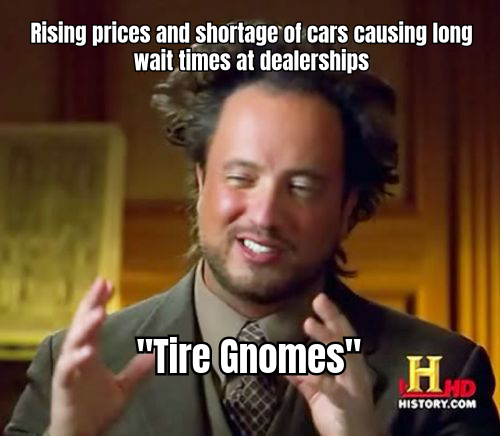 Rising prices and shortage of cars causing long
wait times at dealerships
"Tire Gnomes"
H HD
HISTORY.COM